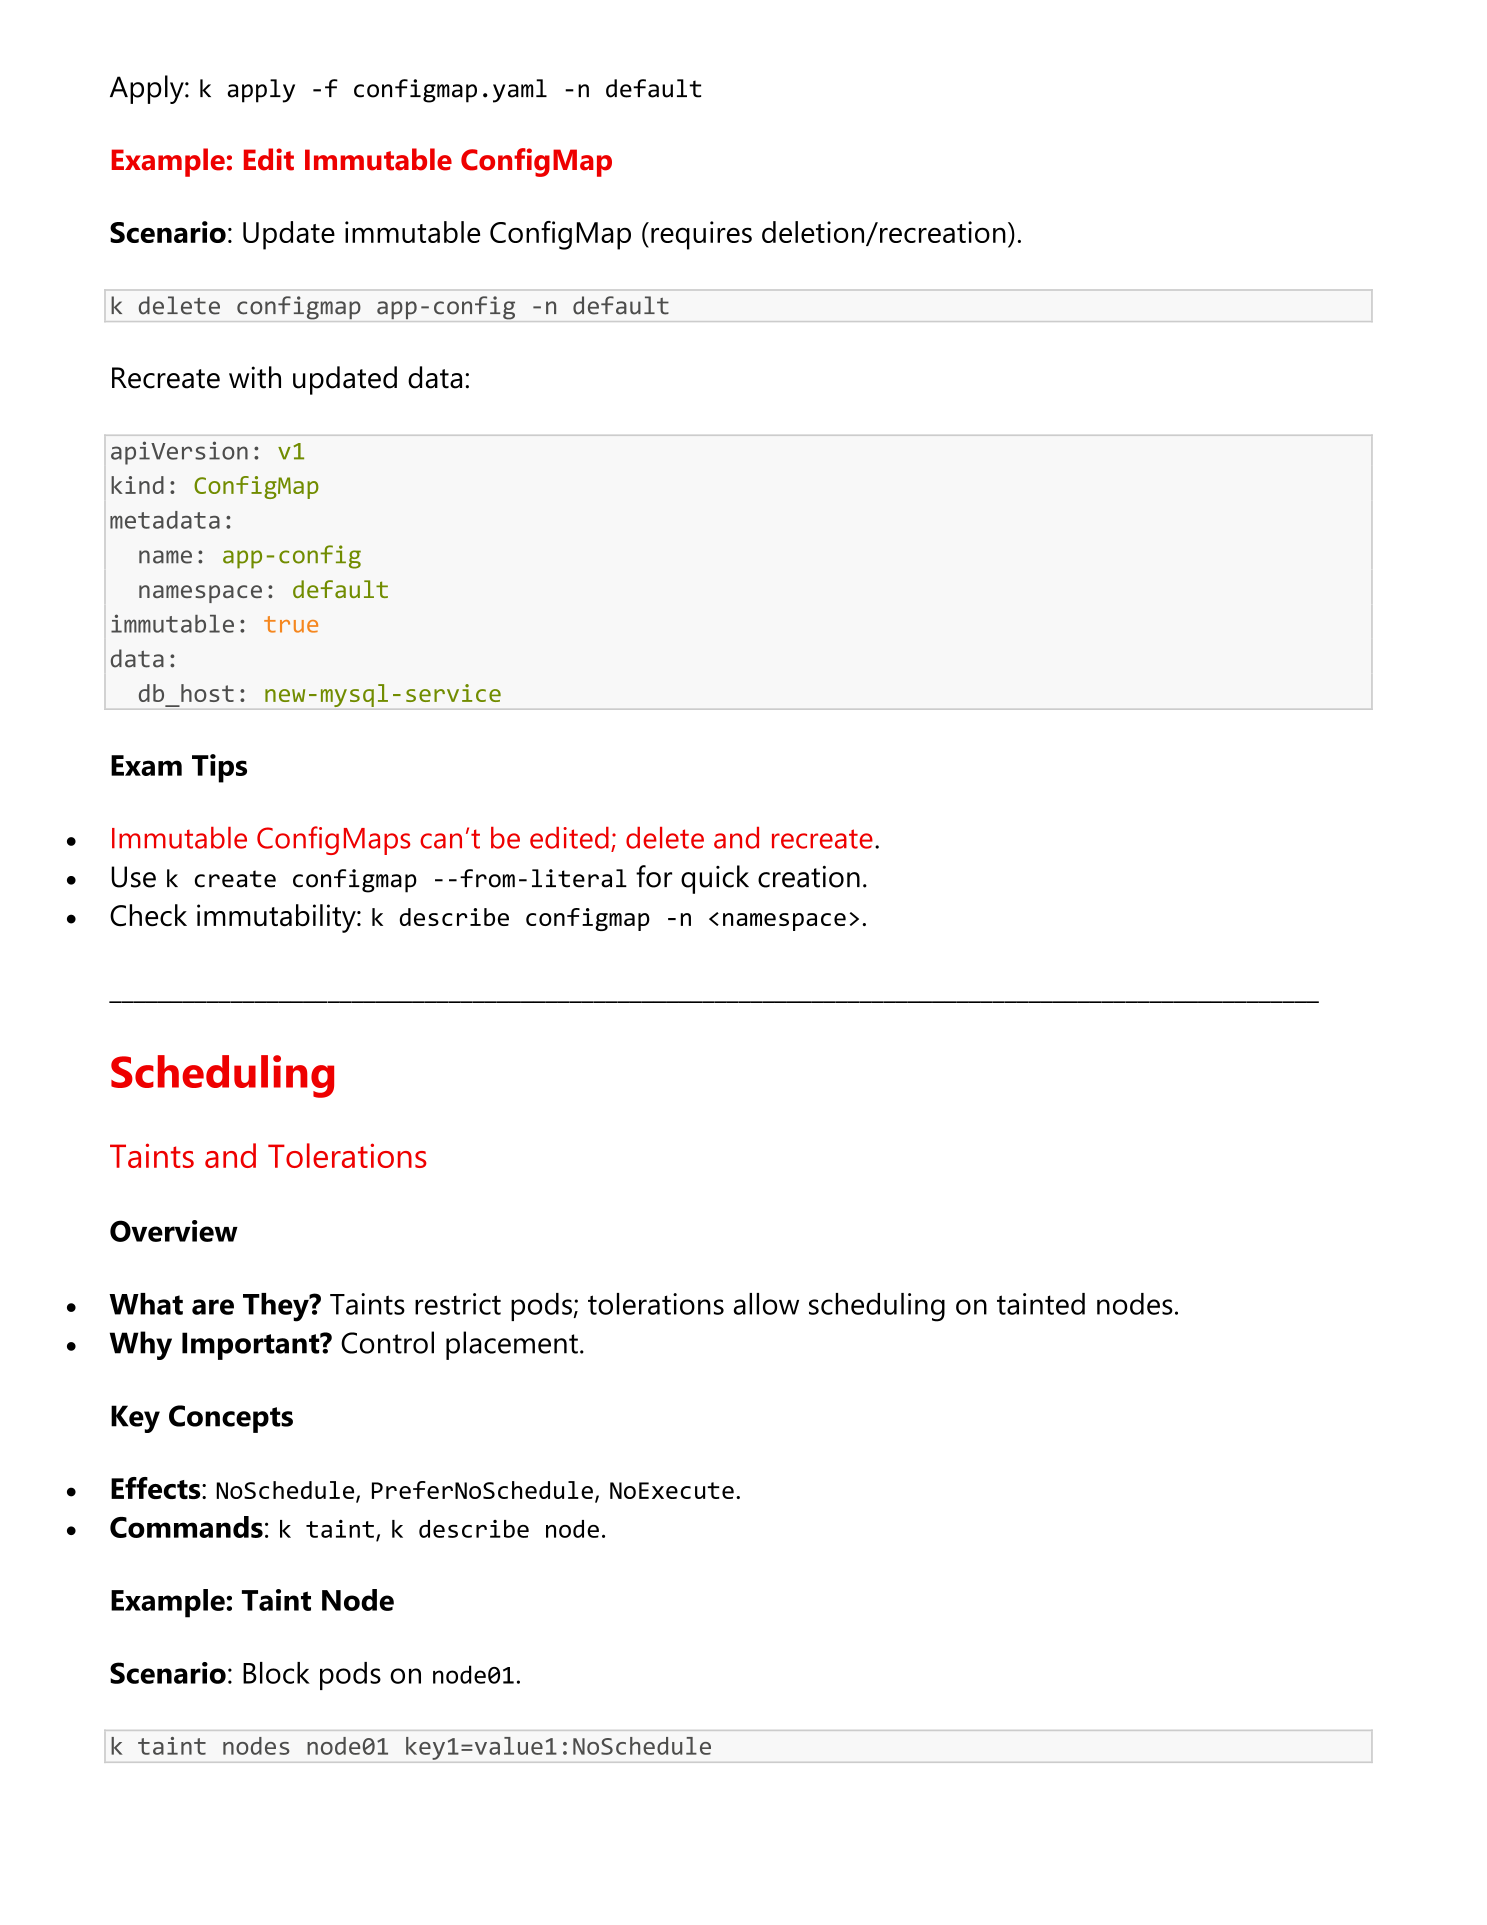 Apply: k apply -f configmap.yaml -n default
Example: Edit Immutable ConfigMap
Scenario: Update immutable ConfigMap (requires deletion/recreation).
k delete configmap app-config -n default
Recreate with updated data:
apiVersion: v1
kind: ConfigMap
metadata:
  name: app-config
  namespace: default
immutable: true
data:
  db_host: new-mysql-service
Exam Tips
• Immutable ConfigMaps can’t be edited; delete and recreate.
• Use k create configmap --from-literal for quick creation.
• Check immutability: k describe configmap -n <namespace>.
Scheduling
Taints and Tolerations
Overview
• What are They? Taints restrict pods; tolerations allow scheduling on tainted nodes.
• Why Important? Control placement.
Key Concepts
• Effects: NoSchedule, PreferNoSchedule, NoExecute.
• Commands: k taint, k describe node.
Example: Taint Node
Scenario: Block pods on node01.
k taint nodes node01 key1=value1:NoSchedule